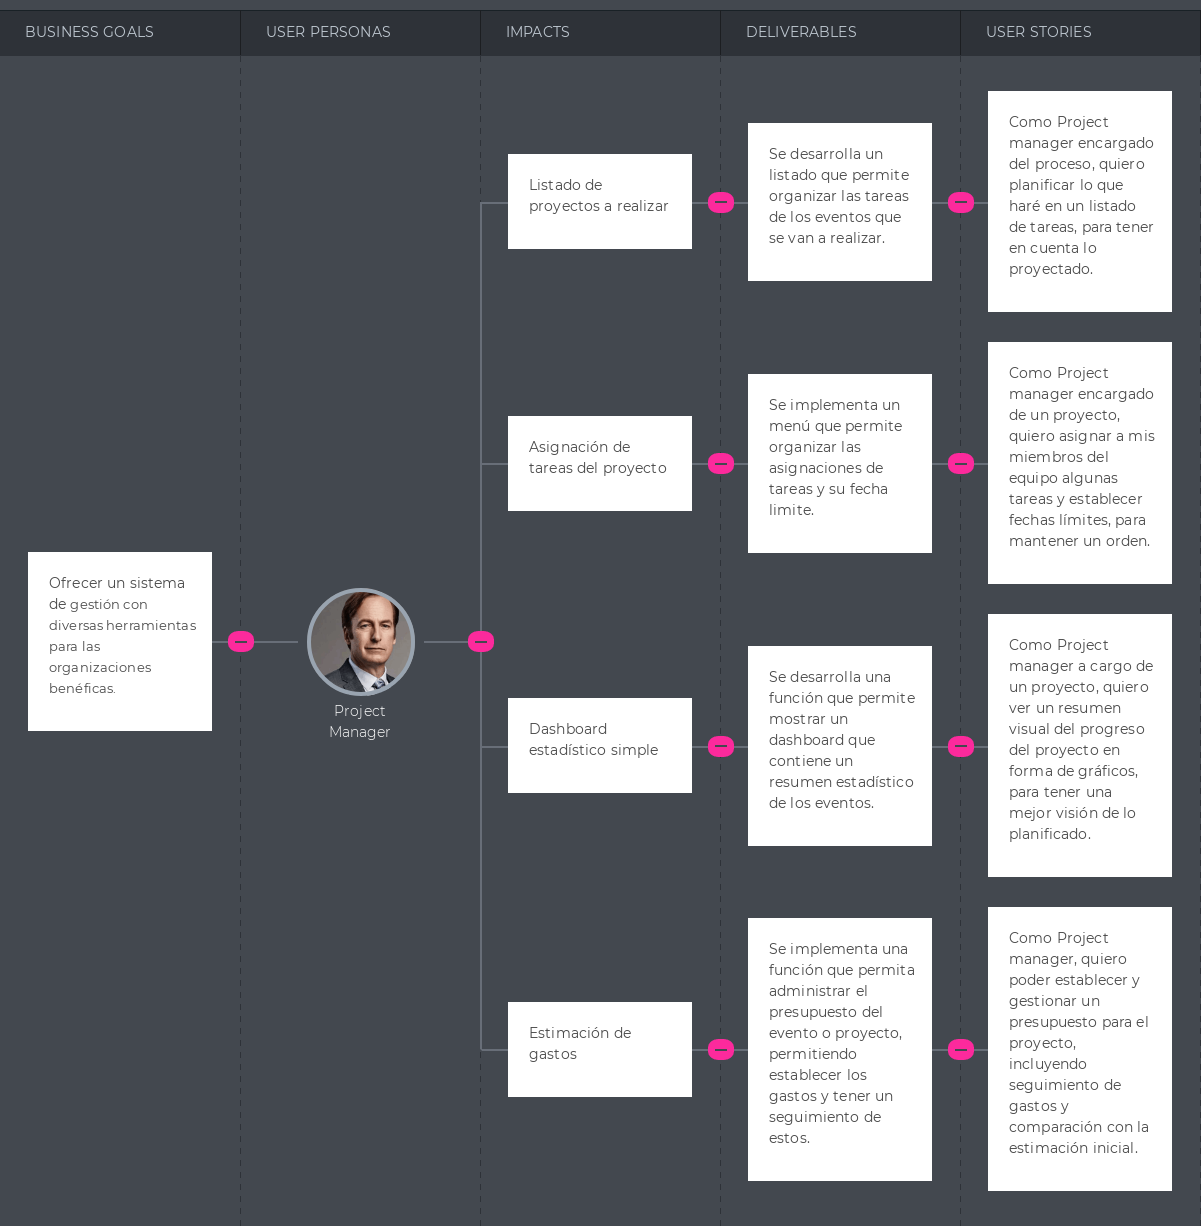 BUSINESS GOALS
USER PERSONAS
IMPACTS
DELIVERABLES
USER STORIES
Ofrecer un sistema
de gestión con
diversas herramientas
para las
organizaciones
benéficas.
Project
Manager
Listado de
proyectos a realizar
Se desarrolla un
listado que permite
organizar las tareas
de los eventos que
se van a realizar.
Como Project
manager encargado
del proceso, quiero
planificar lo que
haré en un listado
de tareas, para tener
en cuenta lo
proyectado.
Asignación de
tareas del proyecto
Se implementa un
menú que permite
organizar las
asignaciones de
tareas y su fecha
limite.
Como Project
manager encargado
de un proyecto,
quiero asignar a mis
miembros del
equipo algunas
tareas y establecer
fechas límites, para
mantener un orden.
Dashboard
estadístico simple
Se desarrolla una
función que permite
mostrar un
dashboard que
contiene un
resumen estadístico
de los eventos.
Como Project
manager a cargo de
un proyecto, quiero
ver un resumen
visual del progreso
del proyecto en
forma de gráficos,
para tener una
mejor visión de lo
planificado.
Estimación de
gastos
Se implementa una
función que permita
administrar el
presupuesto del
evento o proyecto,
permitiendo
establecer los
gastos y tener un
seguimiento de
estos.
Como Project
manager, quiero
poder establecer y
gestionar un
presupuesto para el
proyecto,
incluyendo
seguimiento de
gastos y
comparación con la
estimación inicial.